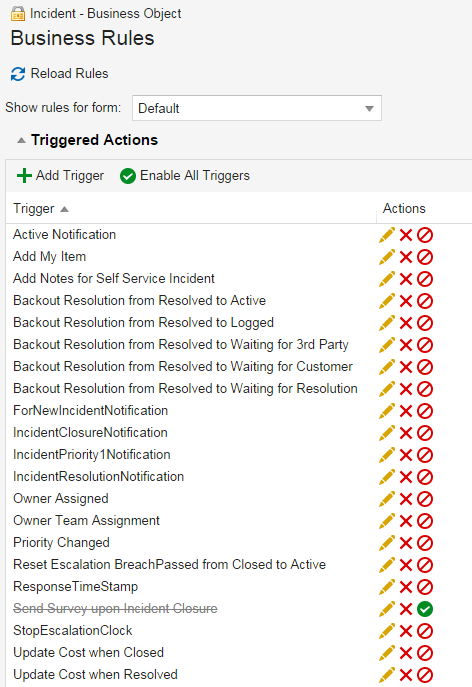 Incident - Business Object
Business Rules
Reload Rules
Show rules for form: Default
Triggered Actions
Add Trigger Enable All Triggers
Trigger Actions
Active Notification
Add My Item
Add Notes for Self Service Incident
Backout Resolution from Resolved to Active
Backout Resolution from Resolved to Logged
Backout Resolution from Resolved to Waiting for 3rd Party
Backout Resolution from Resolved to Waiting for Customer
Backout Resolution from Resolved to Waiting for Resolution
ForNewIncidentNotification
IncidentClosureNotification
IncidentPriority1Notification
IncidentResolutionNotification
Owner Assigned
Owner Team Assignment
Priority Changed
Reset Escalation BreachPassed from Closed to Active
ResponseTimeStamp
Send Survey upon Incident Closure
StopEscalationClock
Update Cost when Closed
Update Cost when Resolved